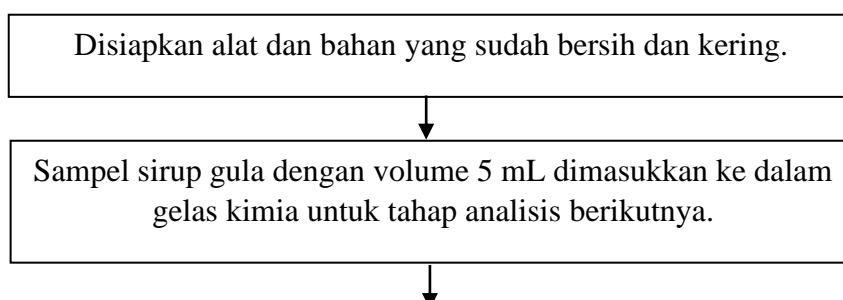 Disiapkan alat dan bahan yang sudah bersih dan kering.
Sampel sirup gula dengan volume 5 mL dimasukkan ke dalam
gelas kimia untuk tahap analisis berikutnya.